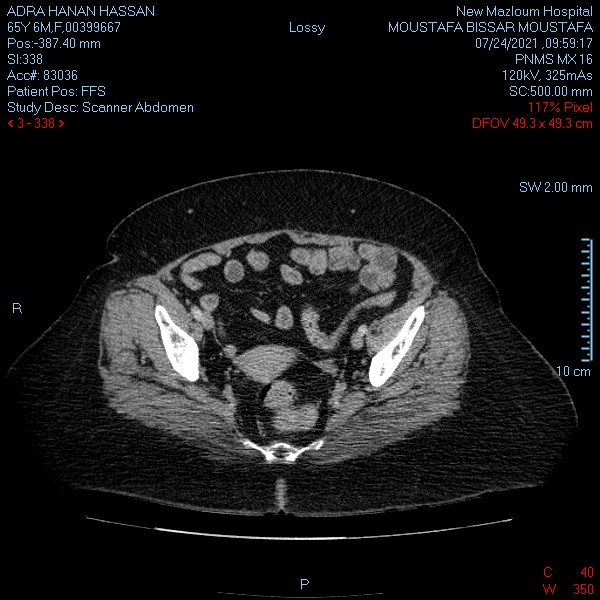 ADRA HANAN HASSAN
65Y 6M,F,00399667
Pos:-387.40 mm
SI:338
Acc#: 83036
Patient Pos: FFS
Study Desc: Scanner Abdomen
< 3 - 338 >
Lossy
New Mazloum Hospital
MOUSTAFA BISSAR MOUSTAFA
07/24/2021 ,09:59:17
PNMS MX 16
120kV, 325mAs
SC:500.00 mm
117% Pixel
DFOV 49.3 x 49.3 cm
SW 2.00 mm
R
10 cm
P
C 40
W 350